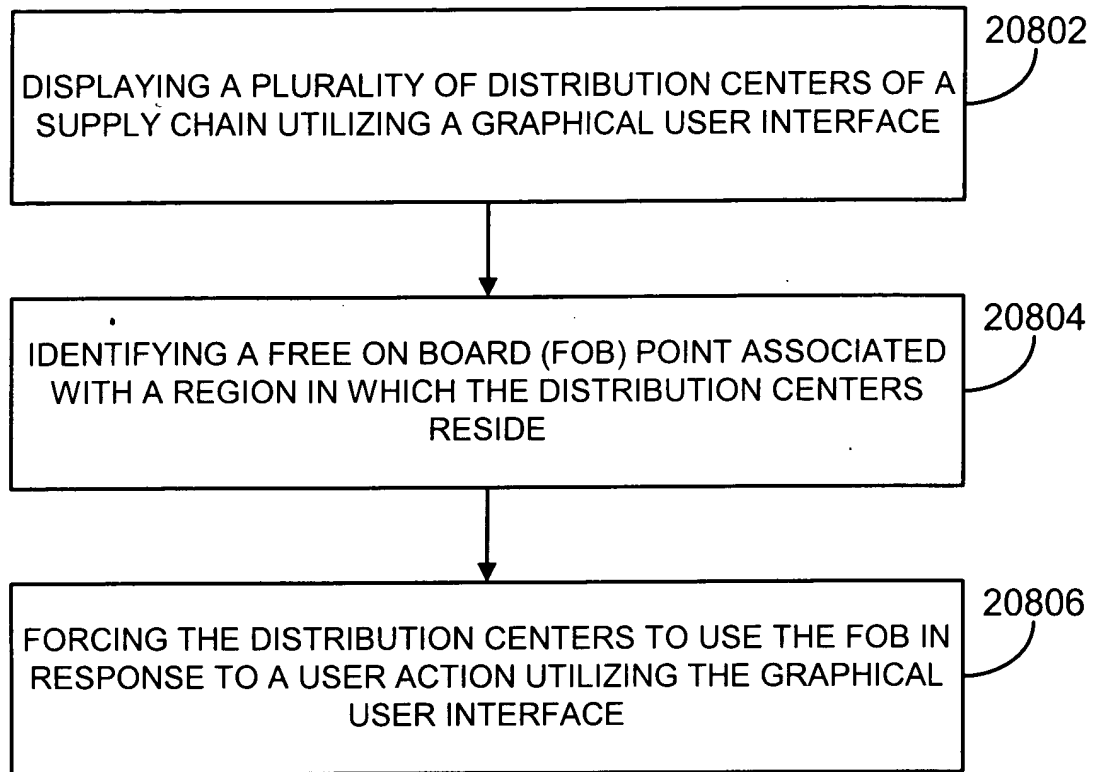 20802
DISPLAYING A PLURALITY OF DISTRIBUTION CENTERS OF A
SUPPLY CHAIN UTILIZING A GRAPHICAL USER INTERFACE
20804
IDENTIFYING A FREE ON BOARD (FOB) POINT ASSOCIATED
WITH A REGION IN WHICH THE DISTRIBUTION CENTERS
RESIDE
20806
FORCING THE DISTRIBUTION CENTERS TO USE THE FOB IN
RESPONSE TO A USER ACTION UTILIZING THE GRAPHICAL
USER INTERFACE